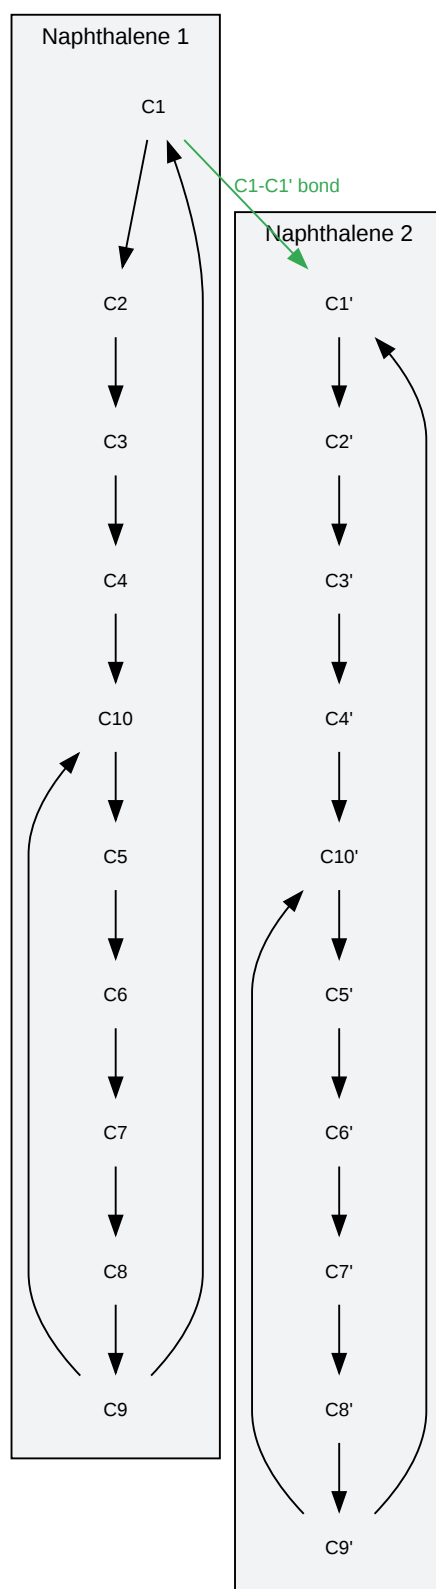 Naphthalene 1
C1
C1-C1' bond
Naphthalene 2
C2
C1'
C3
C2'
C4
C3'
C10
C4'
C5
C10'
C6
C5'
C7
C6'
C8
C7'
C9
C8'
C9'